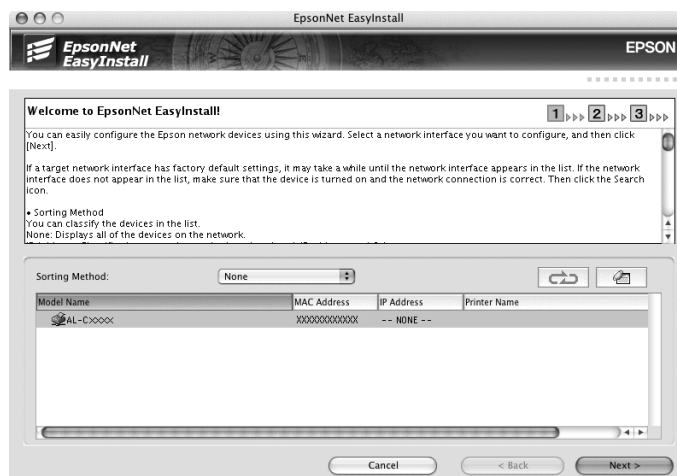 EpsonNet EasyInstall
EpsonNet
EasyInstall
EPSON
Welcome to EpsonNet EasyInstall!
1 2 3
You can easily configure the Epson network devices using this wizard. Select a network interface you want to configure, and then click
[Next].
If a target network interface has factory default settings, it may take a while until the network interface appears in the list. If the network
interface does not appear in the list, make sure that the device is turned on and the network connection is correct. Then click the Search
icon.
• Sorting Method
You can classify the devices in the list.
None: Displays all of the devices on the network.
Sorting Method: None
Model Name MAC Address IP Address Printer Name
AL-CXXXX XXXXXXXXXXXX -- NONE --
Cancel < Back Next >